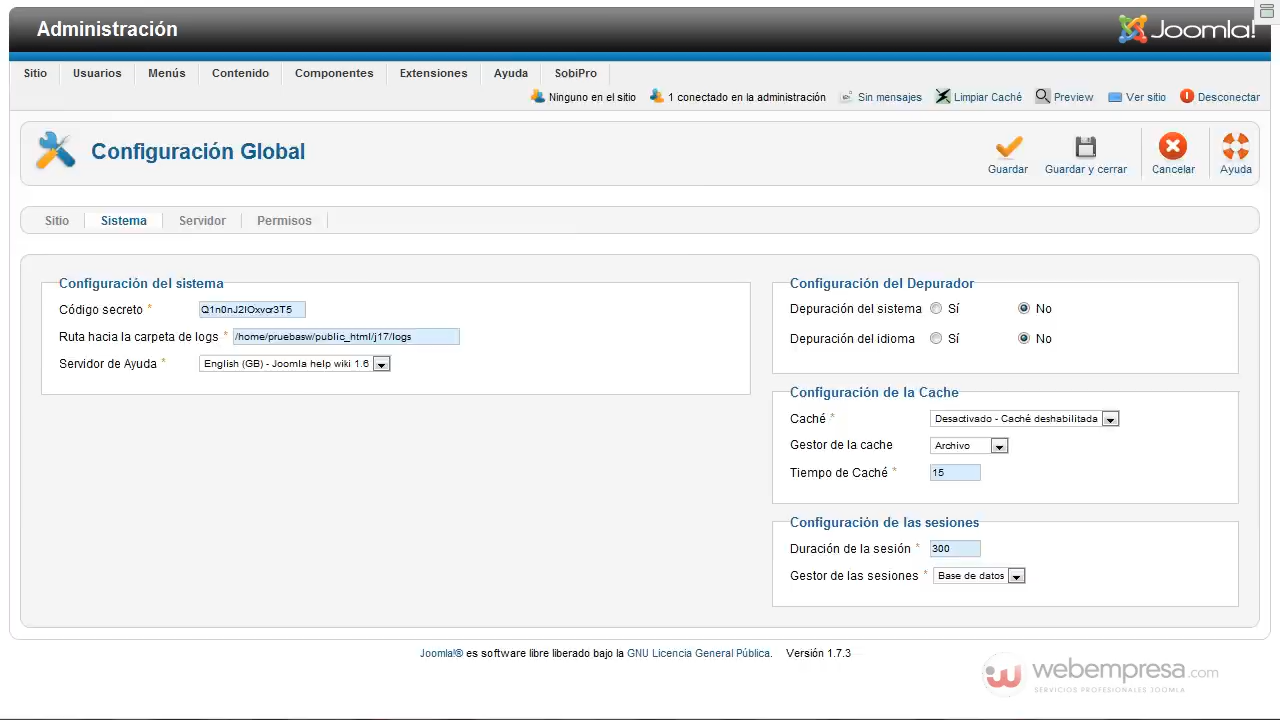 Administración
Joomla!
Sitio Usuarios Menús Contenido Componentes Extensiones Ayuda SobiPro
Ninguno en el sitio 1 conectado en la administración Sin mensajes Limpiar Caché Preview Ver sitio Desconectar
Configuración Global
Guardar Guardar y cerrar Cancelar Ayuda
Sitio Sistema Servidor Permisos
Configuración del sistema
Código secreto *
Ruta hacia la carpeta de logs * /home/pruebasw/public_html/j17/logs
Servidor de Ayuda * English (GB) - Joomla help wiki 1.6
Configuración del Depurador
Depuración del sistema Sí No
Depuración del idioma Sí No
Configuración de la Cache
Caché * Desactivado - Caché deshabilitada
Gestor de la cache Archivo
Tiempo de Caché * 15
Configuración de las sesiones
Duración de la sesión * 300
Gestor de las sesiones * Base de datos
Joomla!® es software libre liberado bajo la GNU Licencia General Pública. Versión 1.7.3
webempresa.com
SERVICIOS PROFESIONALES JOOMLA